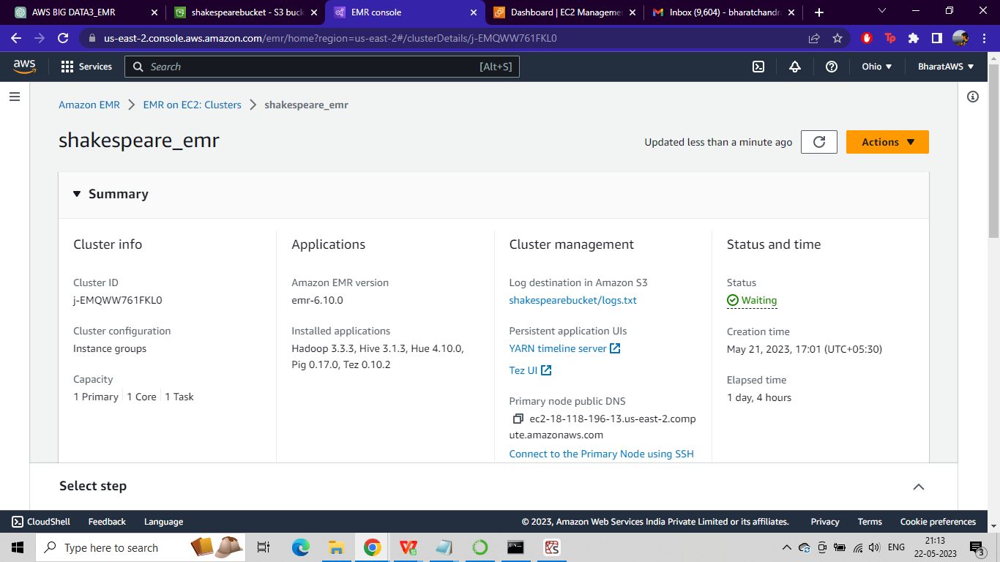 AWS BIG DATA3_EMR
shakespearebucket - S3 buck
EMR console
Dashboard | EC2 Manageme
Inbox (9,604) - bharatchandra
us-east-2.console.aws.amazon.com/emr/home?region=us-east-2#/clusterDetails/j-EMQWW761FKL0
aws
Services
Search
[Alt+S]
Ohio
BharatAWS
Amazon EMR
EMR on EC2: Clusters
shakespeare_emr
shakespeare_emr
Updated less than a minute ago
Actions
Summary
Cluster info
Cluster ID
j-EMQWW761FKL0
Cluster configuration
Instance groups
Capacity
1 Primary
1 Core
1 Task
Applications
Amazon EMR version
emr-6.10.0
Installed applications
Hadoop 3.3.3, Hive 3.1.3, Hue 4.10.0,
Pig 0.17.0, Tez 0.10.2
Cluster management
Log destination in Amazon S3
shakespearebucket/logs.txt
Persistent application UIs
YARN timeline server
Tez UI
Primary node public DNS
ec2-18-118-196-13.us-east-2.comp
ute.amazonaws.com
Connect to the Primary Node using SSH
Status and time
Status
Waiting
Creation time
May 21, 2023, 17:01 (UTC+05:30)
Elapsed time
1 day, 4 hours
Select step
CloudShell
Feedback
Language
© 2023, Amazon Web Services India Private Limited or its affiliates.
Privacy
Terms
Cookie preferences
Type here to search
ENG
21:13
22-05-2023
3